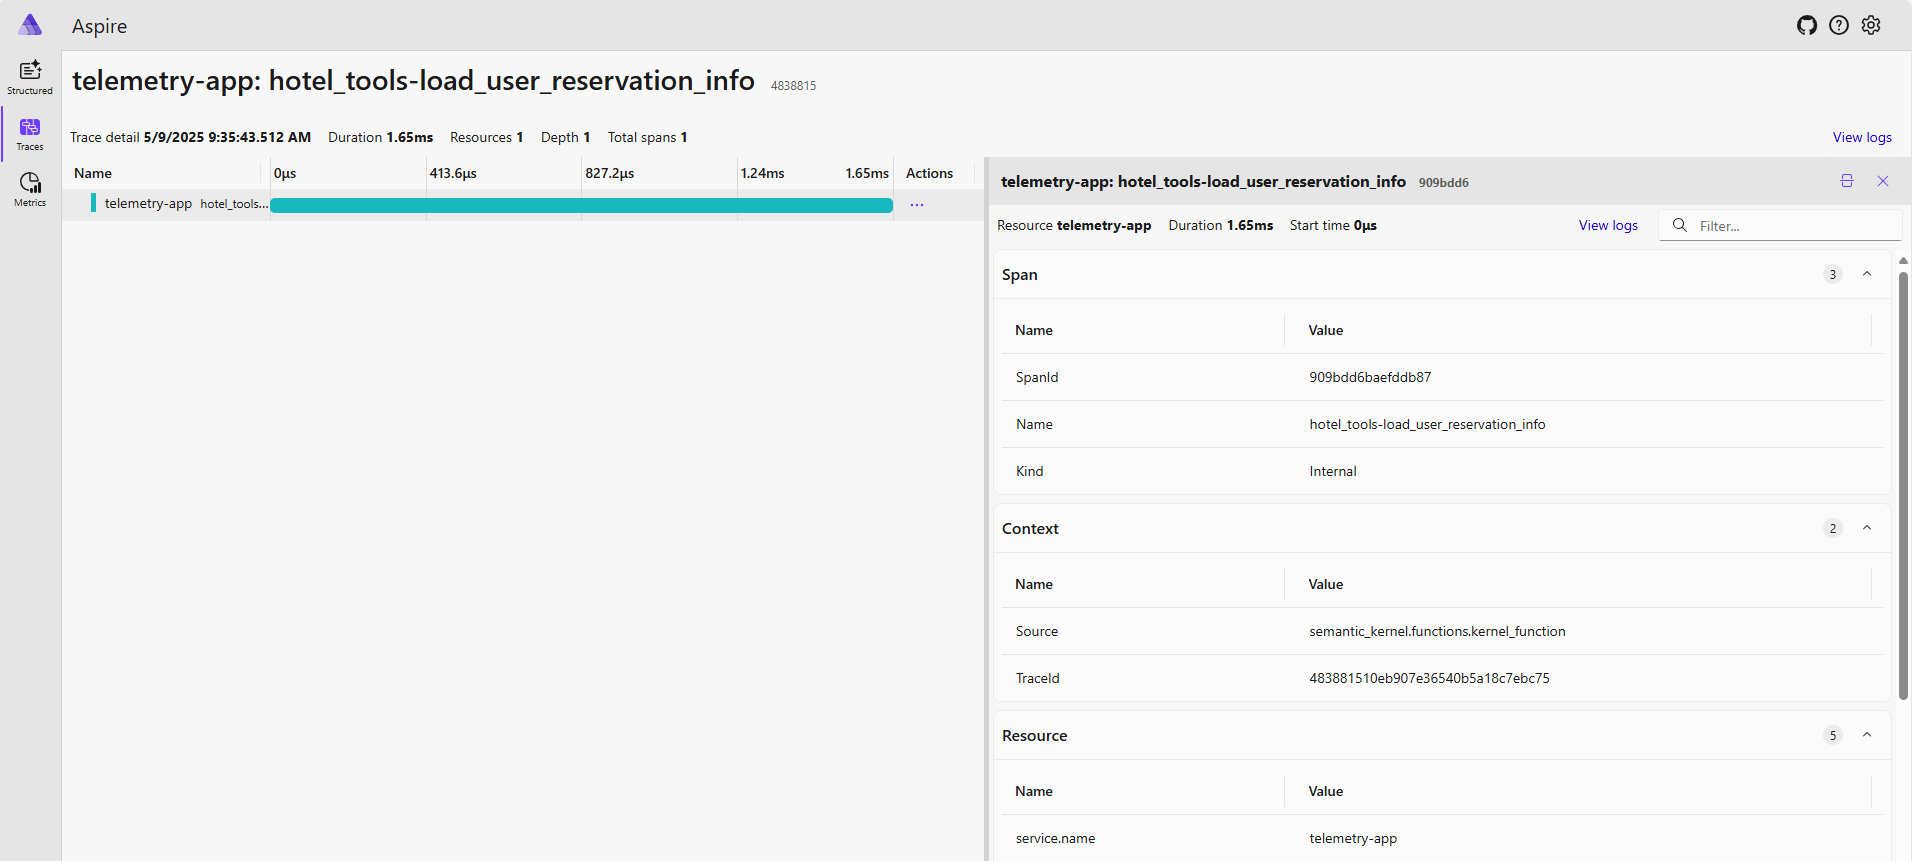 Aspire
Structured
Traces
Metrics
telemetry-app: hotel_tools-load_user_reservation_info 4838815
Trace detail 5/9/2025 9:35:43.512 AM Duration 1.65ms Resources 1 Depth 1 Total spans 1
View logs
Name 0μs 413.6μs 827.2μs 1.24ms 1.65ms Actions
telemetry-app hotel_tools...
telemetry-app: hotel_tools-load_user_reservation_info 909bdd6
Resource telemetry-app Duration 1.65ms Start time 0μs View logs Filter...
Span 3
Name Value
SpanId 909bdd6baefddb87
Name hotel_tools-load_user_reservation_info
Kind Internal
Context 2
Name Value
Source semantic_kernel.functions.kernel_function
TraceId 483881510eb907e36540b5a18c7ebc75
Resource 5
Name Value
service.name telemetry-app